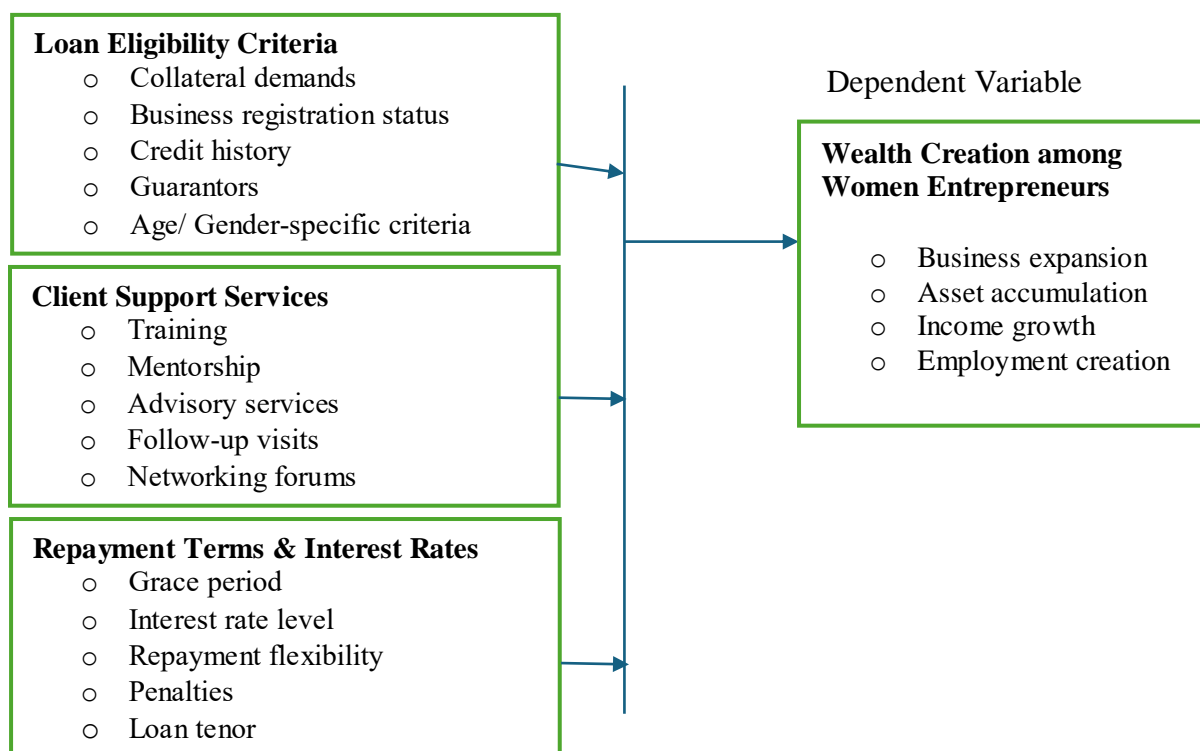 Loan Eligibility Criteria
o Collateral demands
o Business registration status
o Credit history
o Guarantors
o Age/ Gender-specific criteria
Client Support Services
o Training
o Mentorship
o Advisory services
o Follow-up visits
o Networking forums
Repayment Terms & Interest Rates
o Grace period
o Interest rate level
o Repayment flexibility
o Penalties
o Loan tenor
Dependent Variable
Wealth Creation among
Women Entrepreneurs
o Business expansion
o Asset accumulation
o Income growth
o Employment creation